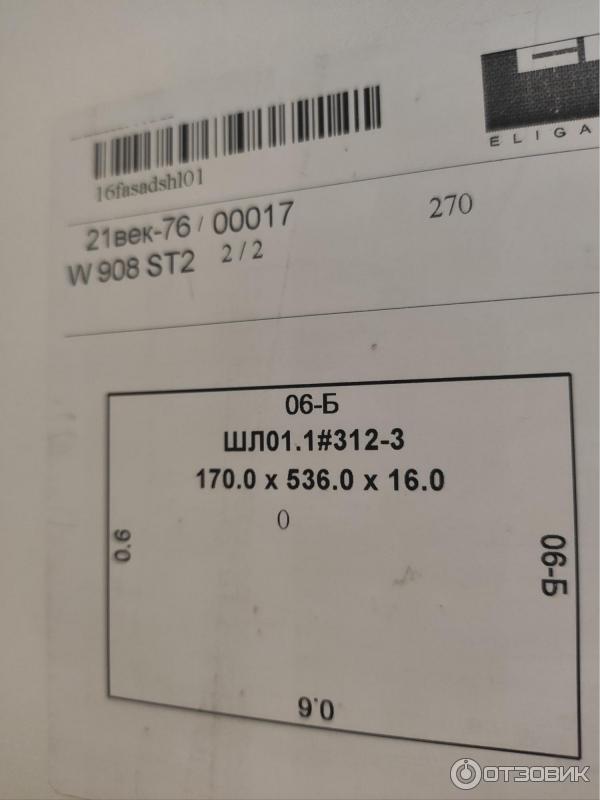 ELIGA
16fasadshl01
21век-76 / 00017 270
W 908 ST2 2 / 2
06-Б
ШЛ01.1#312-3
170.0 x 536.0 x 16.0
0
0.6
06-Б
0.6
ОТЗОВИК